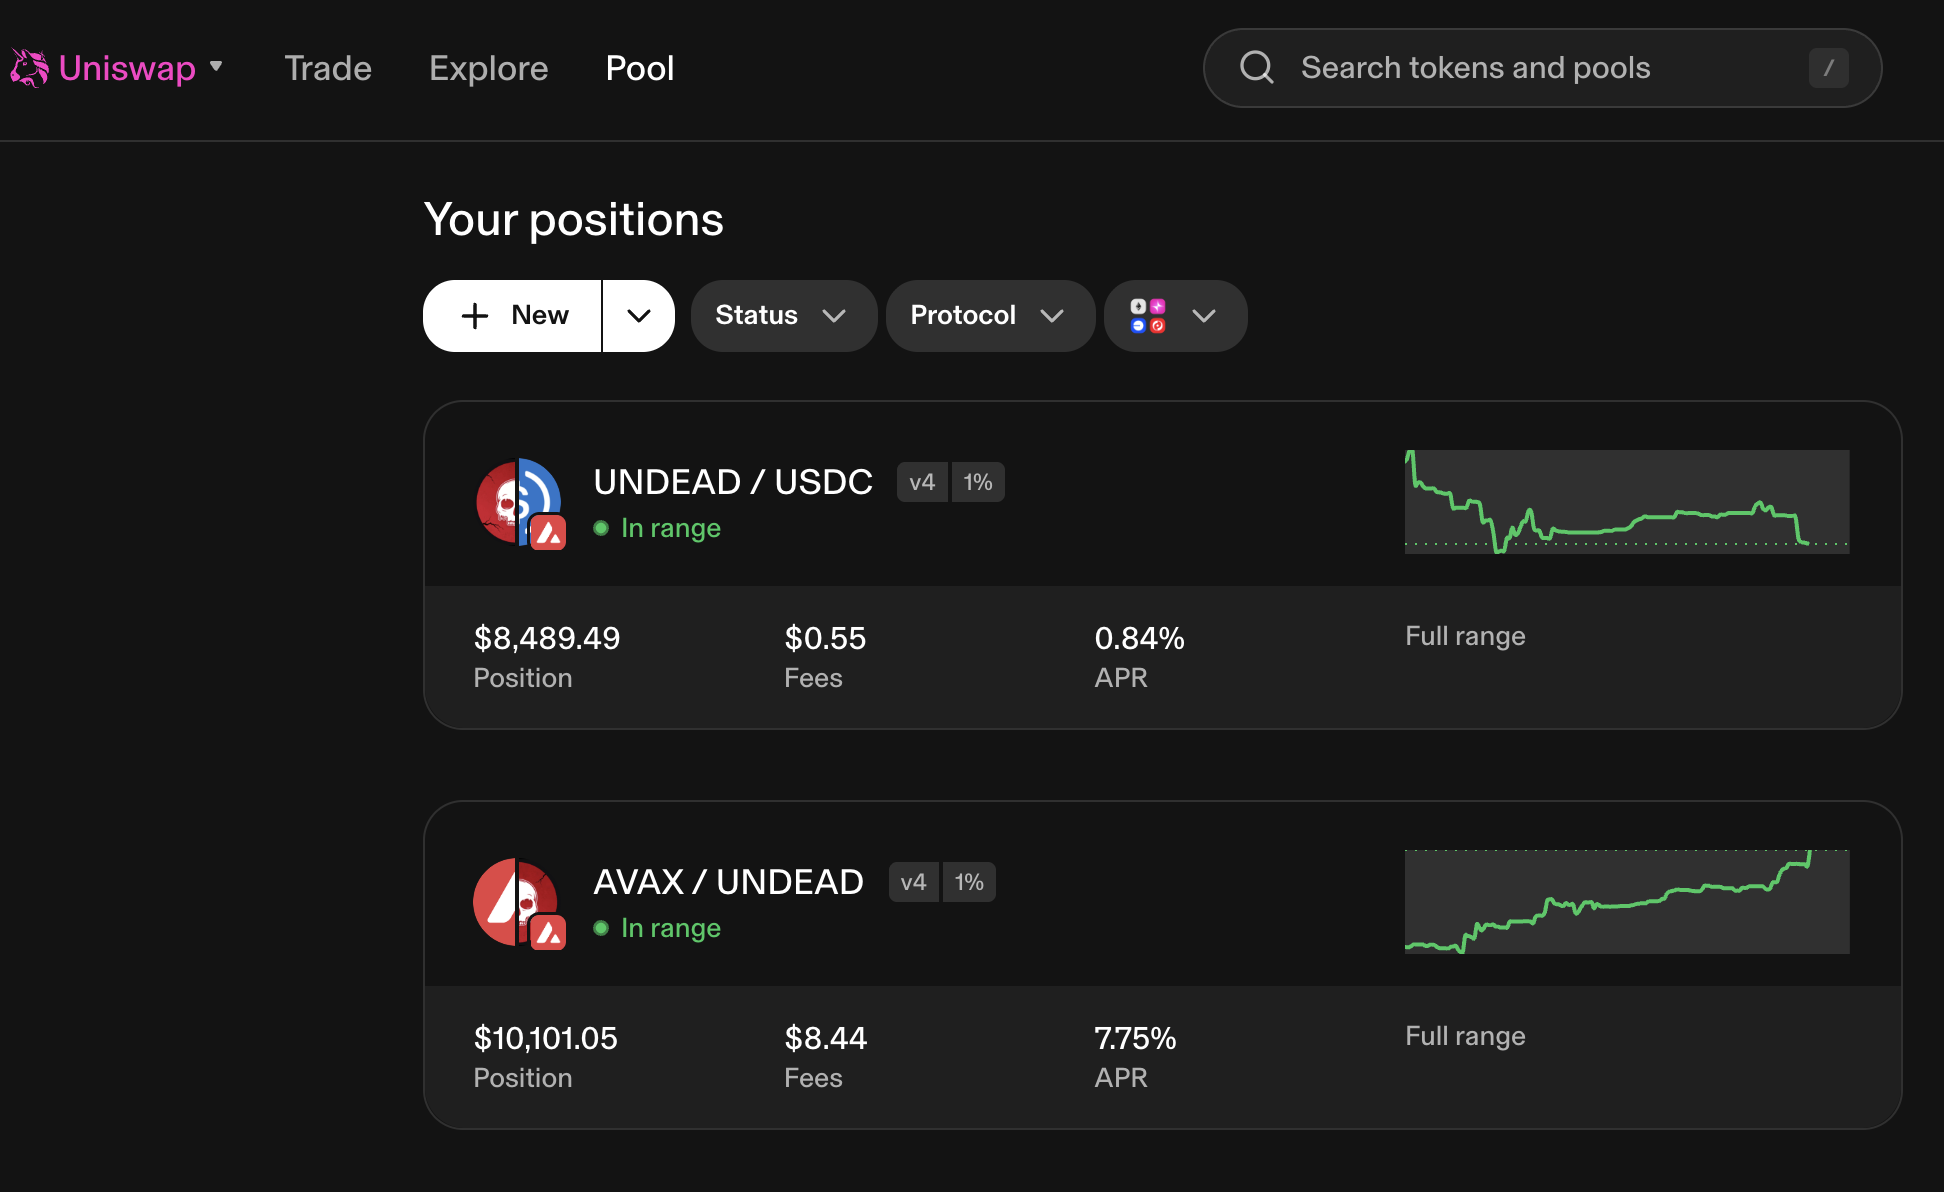 Uniswap Trade Explore Pool Search tokens and pools /
Your positions
New Status Protocol
UNDEAD / USDC v4 1%
In range
$8,489.49 $0.55 0.84% Full range
Position Fees APR
AVAX / UNDEAD v4 1%
In range
$10,101.05 $8.44 7.75% Full range
Position Fees APR